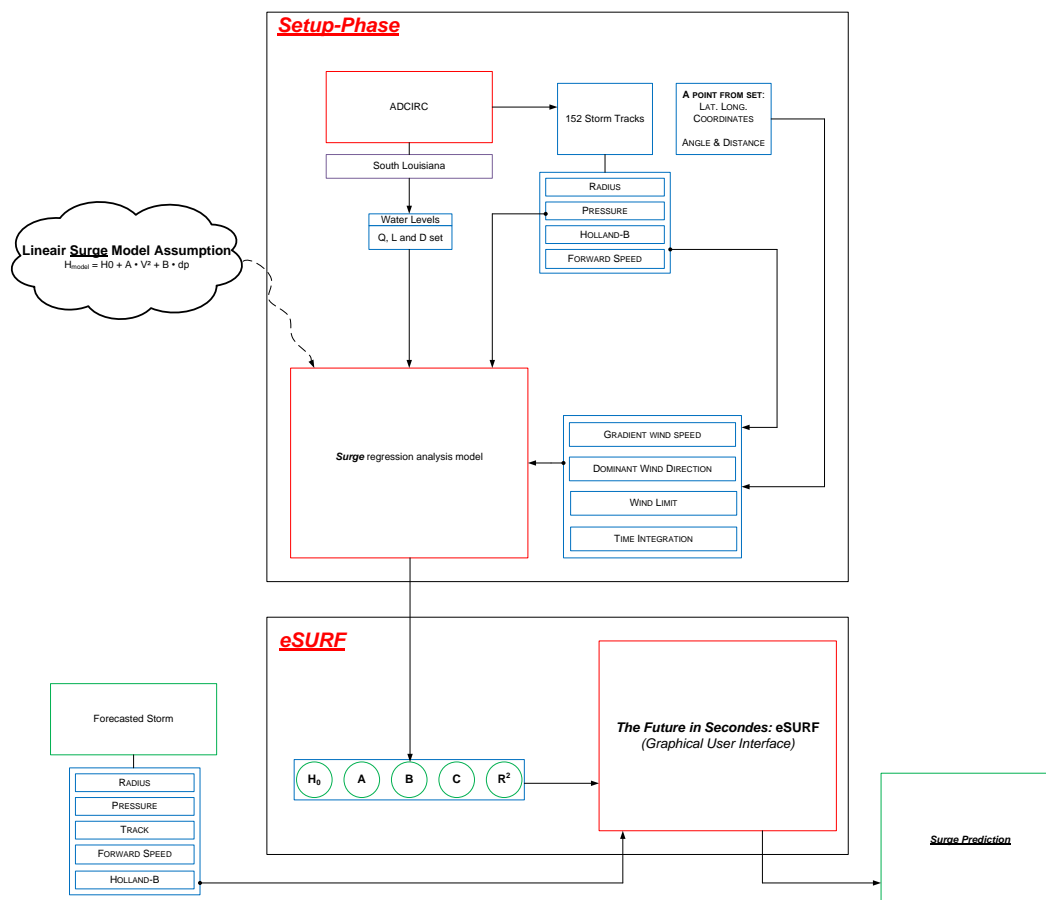 Setup-Phase
ADCIRC
152 Storm Tracks
A POINT FROM SET:
LAT. LONG.
COORDINATES
ANGLE & DISTANCE
South Louisiana
RADIUS
PRESSURE
HOLLAND-B
FORWARD SPEED
Water Levels
Q, L and D set
Lineair Surge Model Assumption
Hmodel = H0 + A • V² + B • dp
Surge regression analysis model
GRADIENT WIND SPEED
DOMINANT WIND DIRECTION
WIND LIMIT
TIME INTEGRATION
eSURF
The Future in Secondes: eSURF
(Graphical User Interface)
H₀ A B C R²
Forecasted Storm
RADIUS
PRESSURE
TRACK
FORWARD SPEED
HOLLAND-B
Surge Prediction